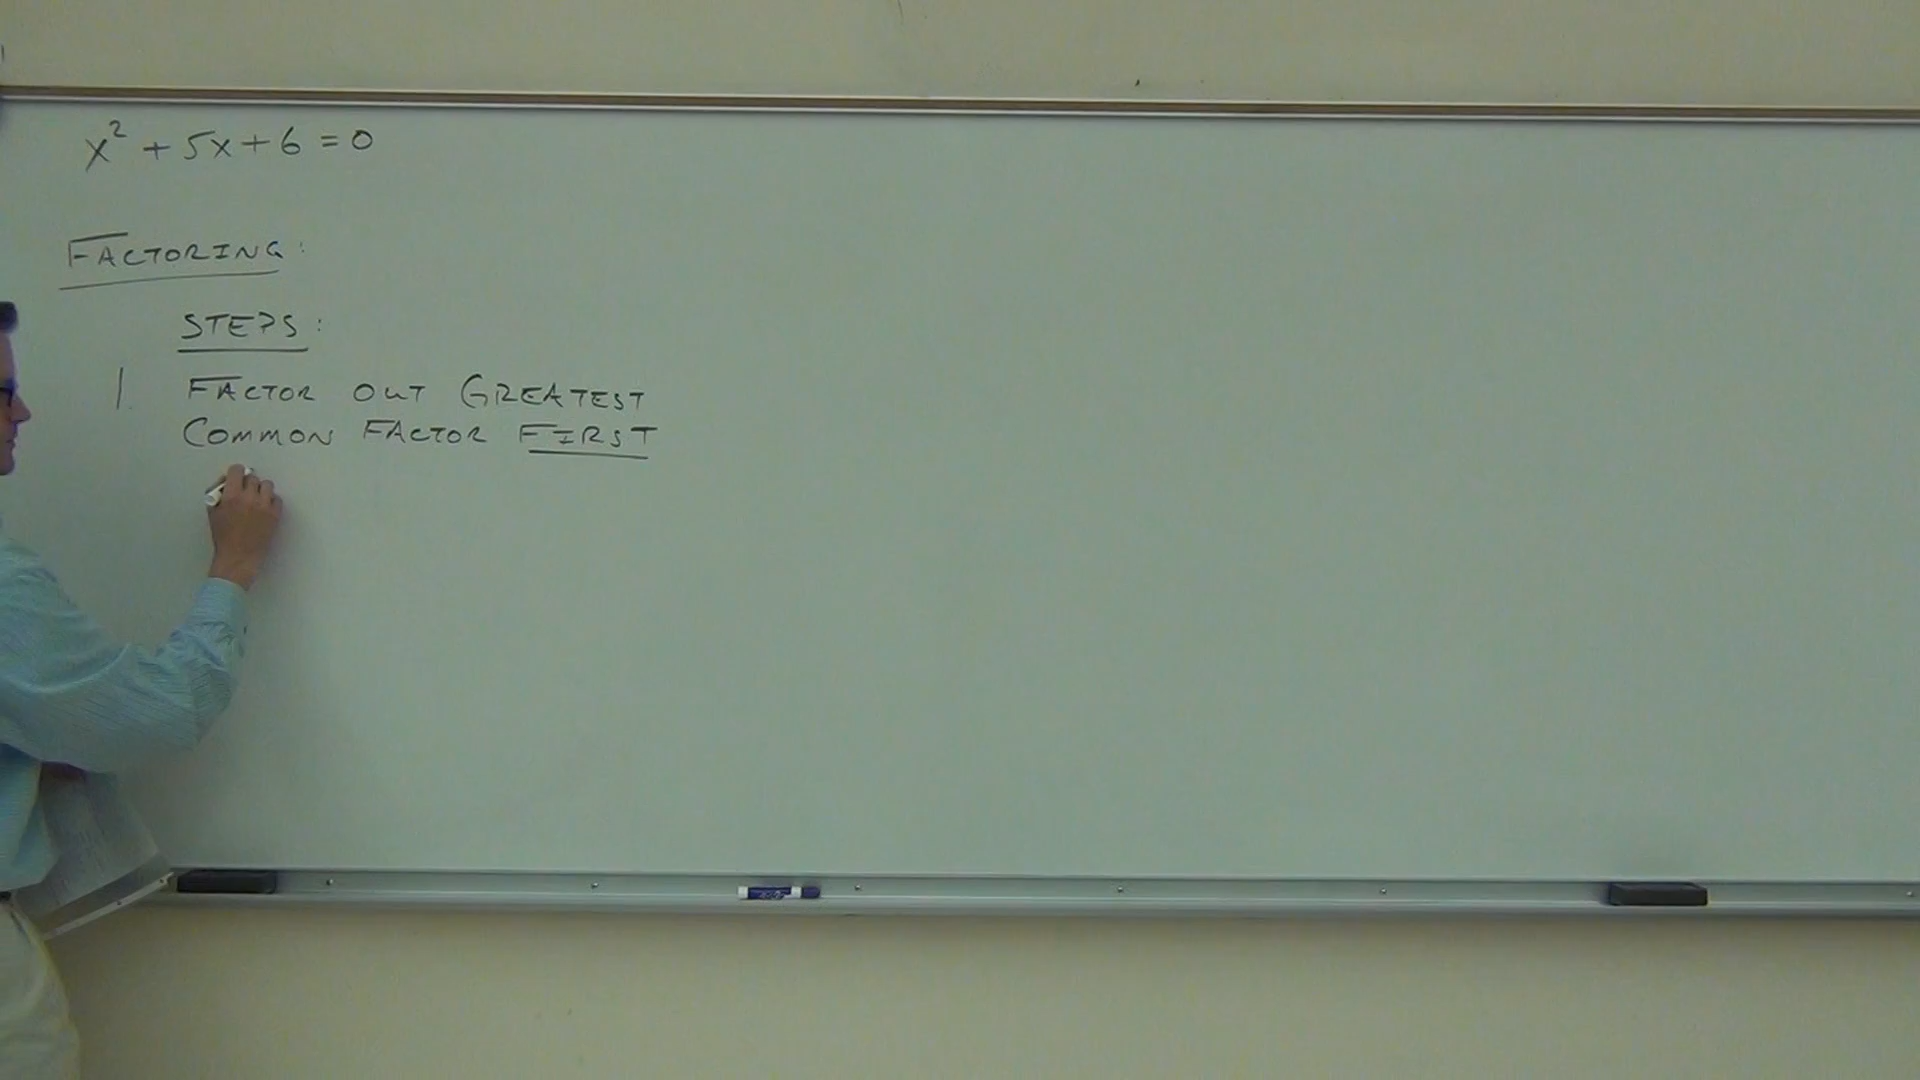 x² + 5x + 6 = 0
FACTORING:
STEPS:
1. FACTOR OUT GREATEST
COMMON FACTOR FIRST